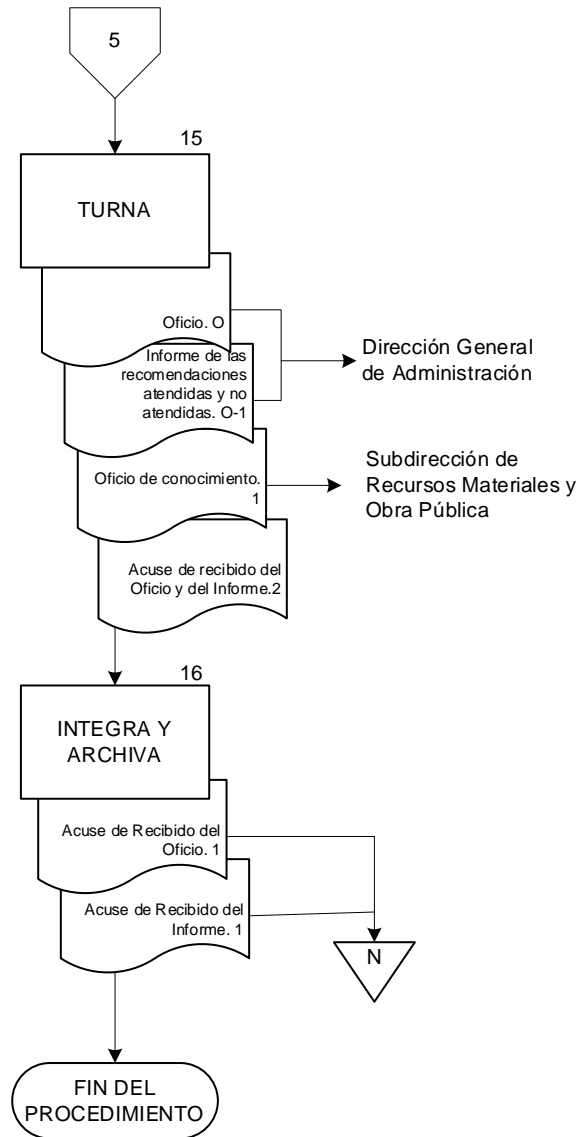 5
15
TURNA
Oficio. O
Informe de las
recomendaciones
atendidas y no
atendidas. O-1
Dirección General
de Administración
Oficio de conocimiento.
1
Subdirección de
Recursos Materiales y
Obra Pública
Acuse de recibido del
Oficio y del Informe.2
16
INTEGRA Y
ARCHIVA
Acuse de Recibido del
Oficio. 1
Acuse de Recibido del
Informe. 1
N
FIN DEL
PROCEDIMIENTO